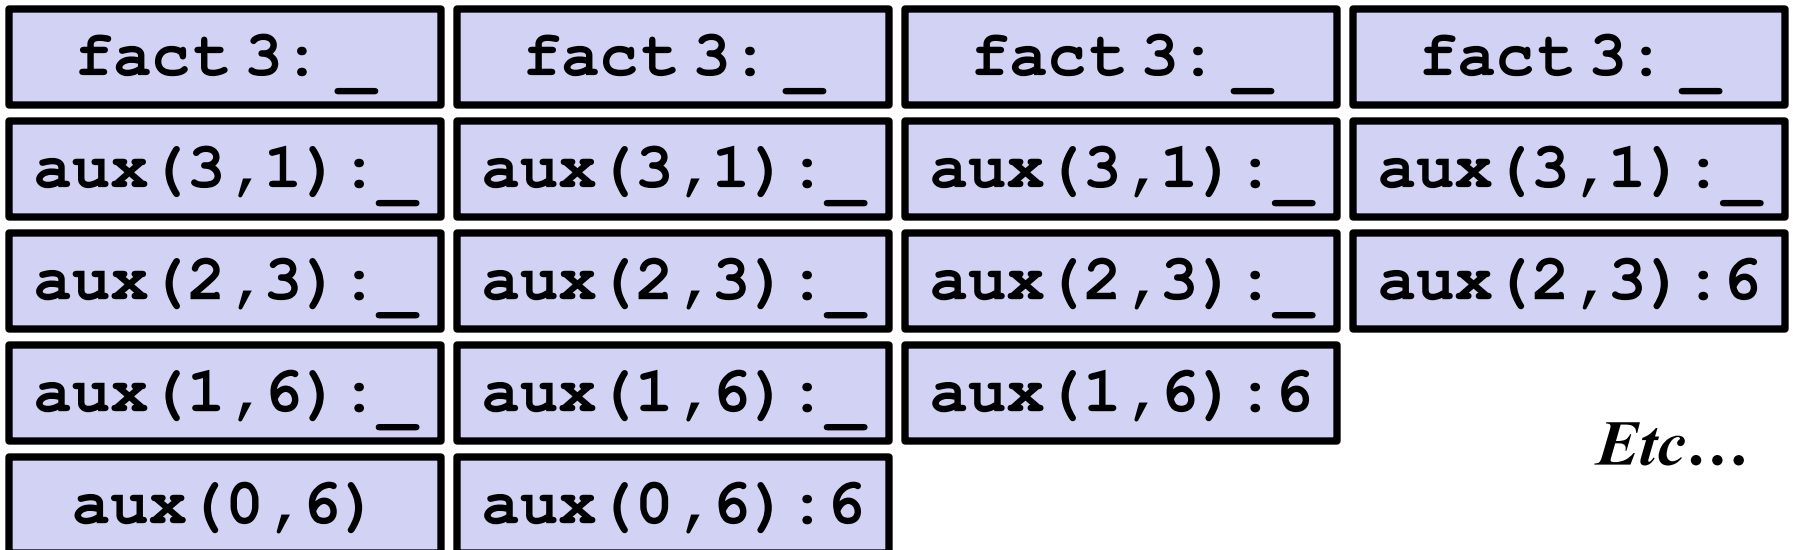 fact 3:_ fact 3:_ fact 3:_ fact 3:_
aux(3,1):_ aux(3,1):_ aux(3,1):_ aux(3,1):_
aux(2,3):_ aux(2,3):_ aux(2,3):_ aux(2,3):6
aux(1,6):_ aux(1,6):_ aux(1,6):6
Etc...
aux(0,6) aux(0,6):6